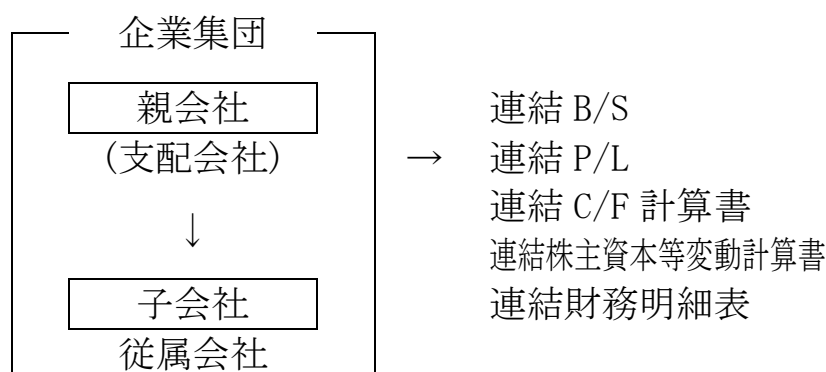 企業集団
親会社
(支配会社)
↓
子会社
従属会社
→
連結 B/S
連結 P/L
連結 C/F 計算書
連結株主資本等変動計算書
連結財務明細表